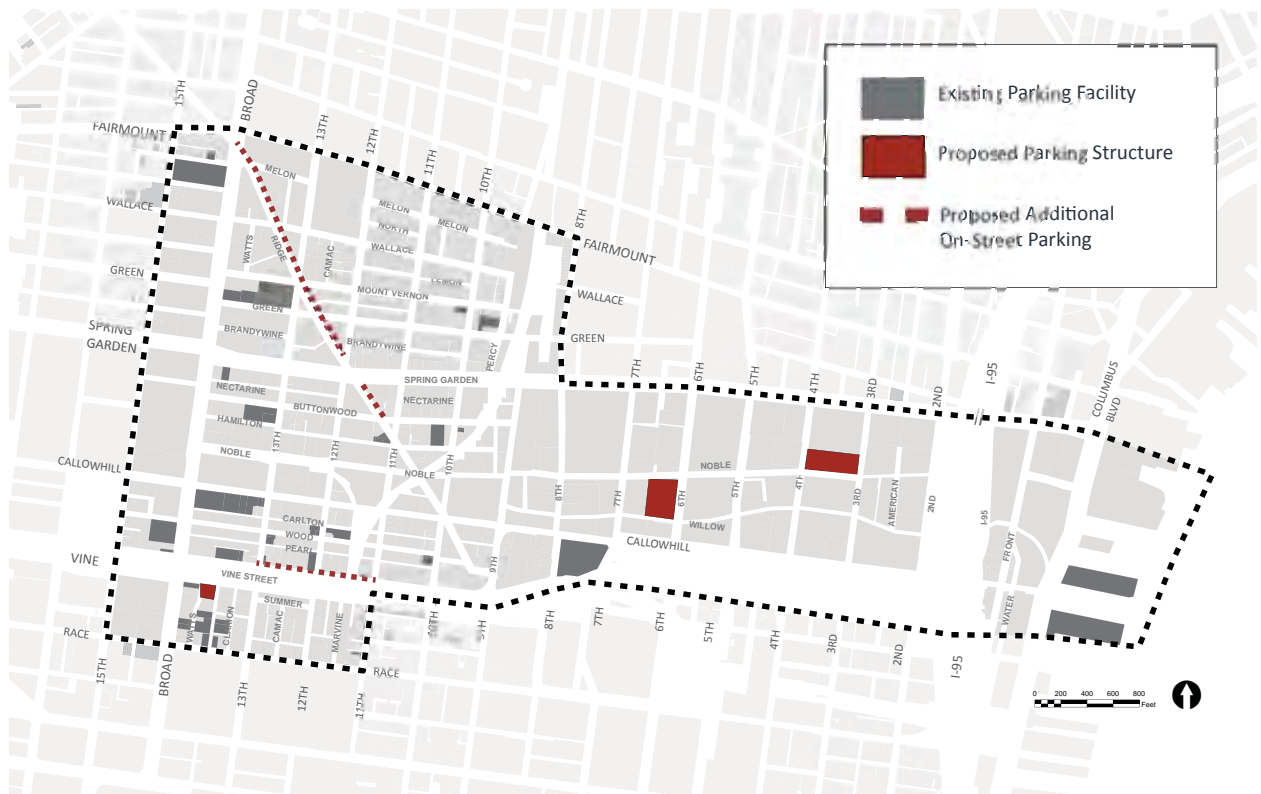 Existing Parking Facility
Proposed Parking Structure
Proposed Additional
On-Street Parking
15TH
BROAD
FAIRMOUNT
13TH
12TH
11TH
10TH
8TH
FAIRMOUNT
MELON
MELON
MELON
NORTH
WALLACE
WALLACE
WATTS
RIDGE
CAMAC
GREEN
MOUNT VERNON
WALLACE
GREEN
GREEN
SPRING
GARDEN
BRANDYWINE
BRANDYWINE
PERCY
SPRING GARDEN
7TH
6TH
5TH
4TH
3RD
2ND
I-95
COLUMBUS
BLVD
NECTARINE
NECTARINE
BUTTONWOOD
HAMILTON
13TH
12TH
11TH
10TH
NOBLE
NOBLE
NOBLE
CALLOWHILL
8TH
7TH
6TH
5TH
4TH
3RD
AMERICAN
2ND
I-95
CARLTON
WOOD
PEARL
WILLOW
CALLOWHILL
FRONT
VINE
VINE STREET
9TH
SUMMER
WATTS
CLARION
CAMAC
MARVINE
WATER
RACE
RACE
15TH
BROAD
13TH
12TH
11TH
10TH
8TH
7TH
6TH
5TH
4TH
3RD
2ND
I-95
0 200 400 600 800
Feet